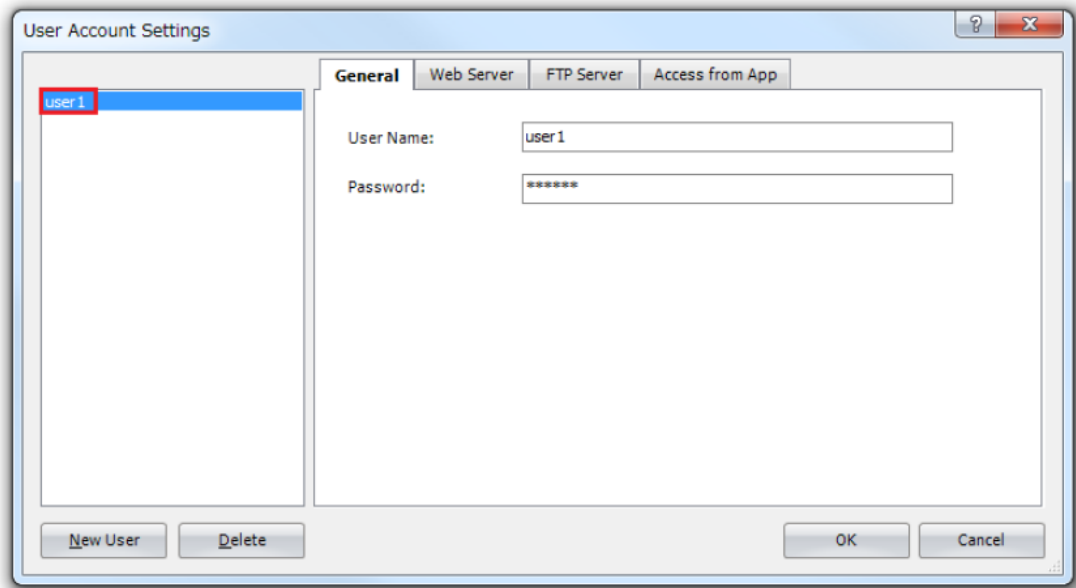 User Account Settings
?
X
General
Web Server
FTP Server
Access from App
user1
User Name:
user1
Password:
******
New User
Delete
OK
Cancel